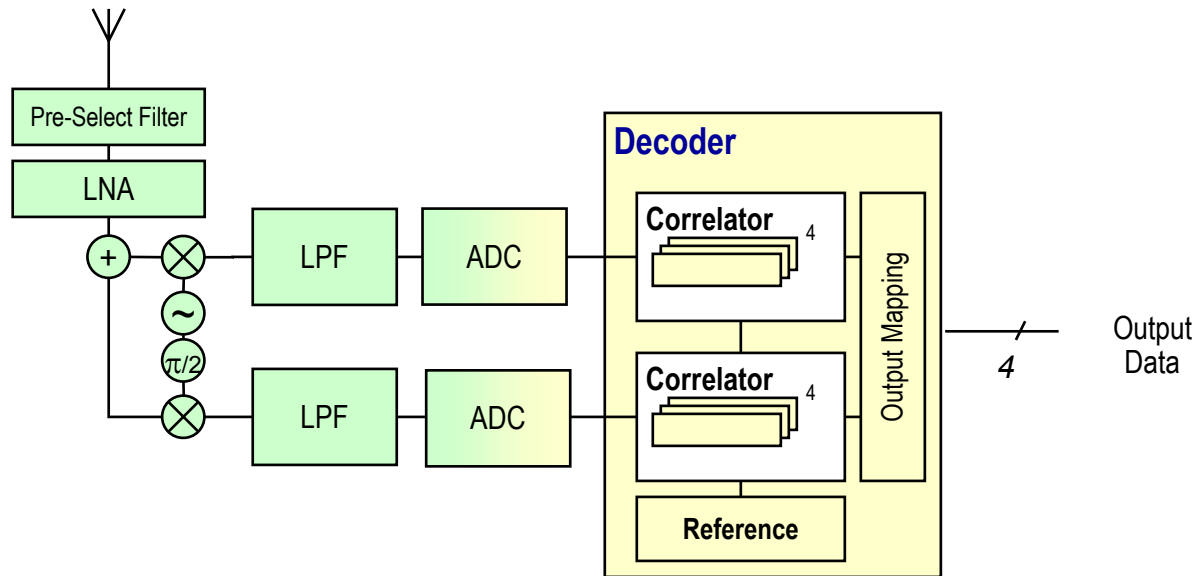 Pre-Select Filter
LNA
+
~
π/2
LPF
ADC
LPF
ADC
Decoder
Correlator
4
Correlator
4
Reference
Output Mapping
4
Output
Data